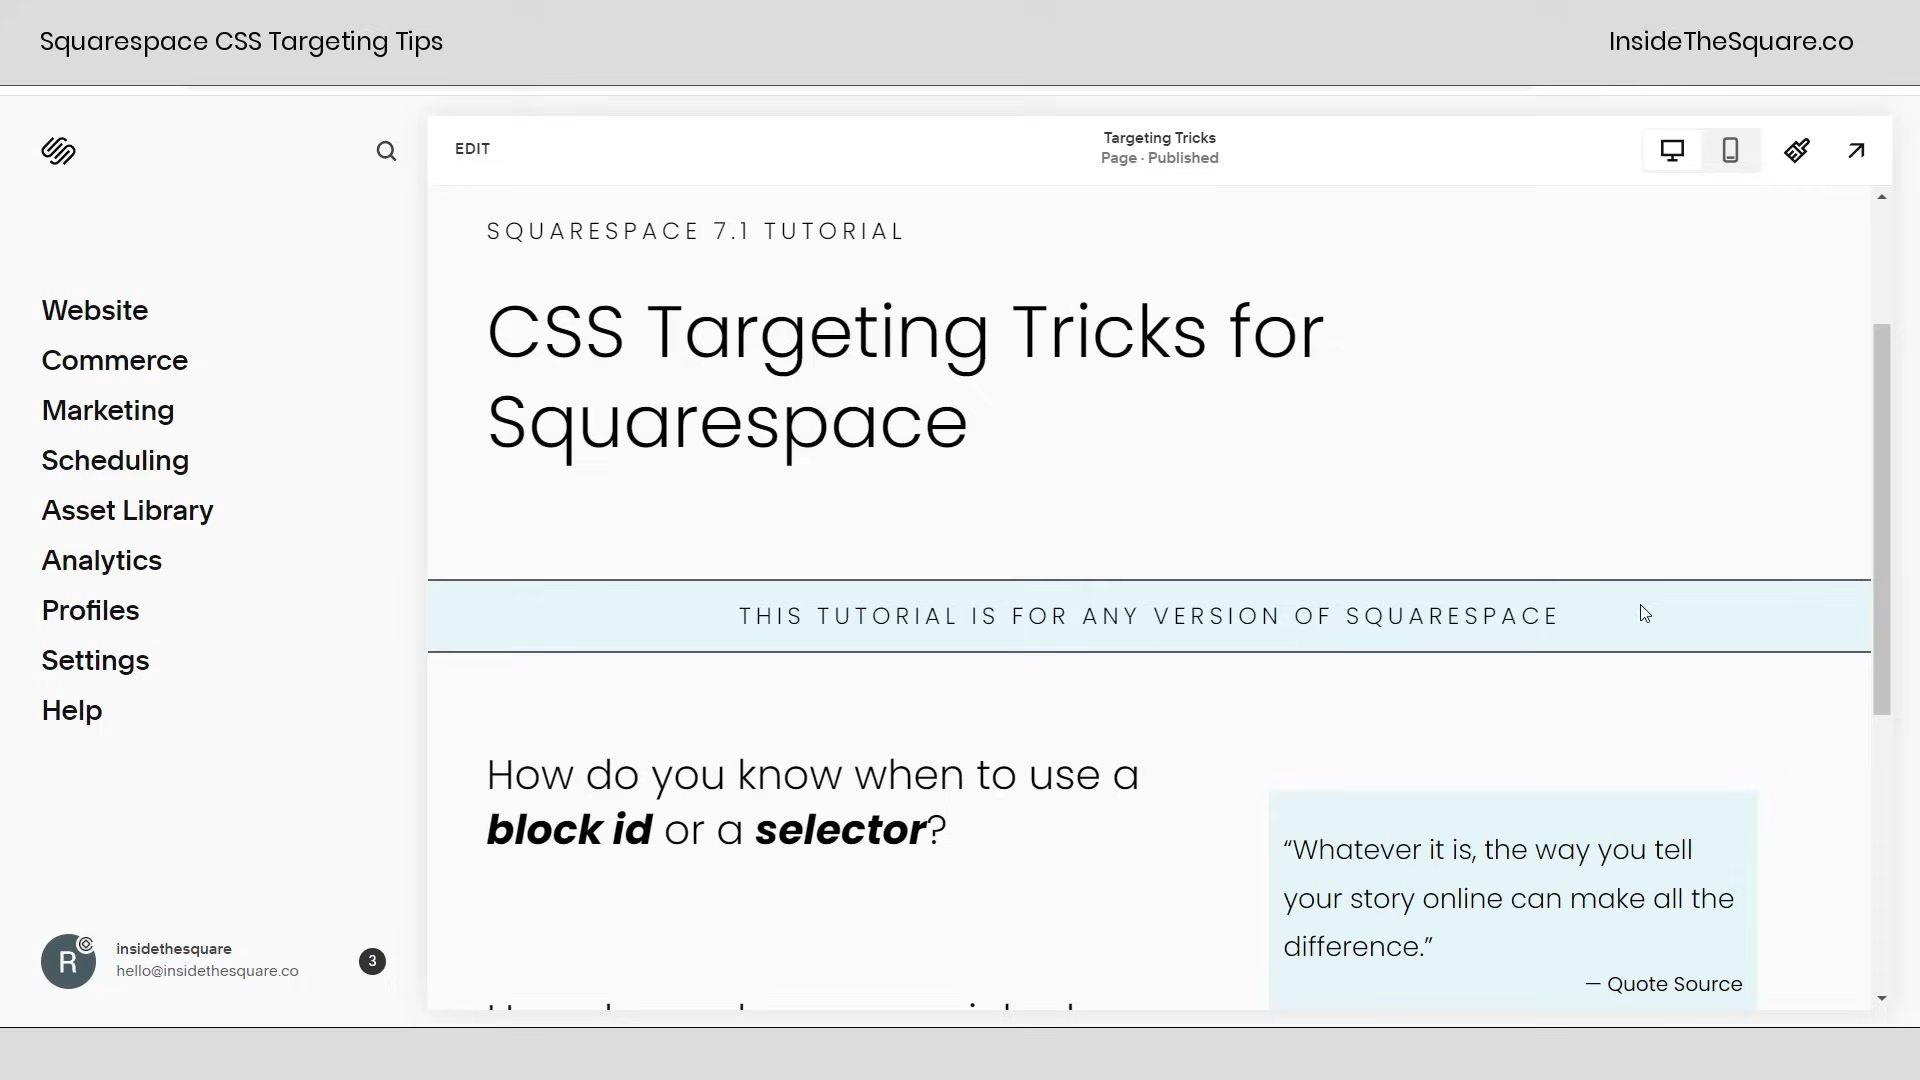 Squarespace CSS Targeting Tips
InsideTheSquare.co
EDIT
Targeting Tricks
Page · Published
Website
Commerce
Marketing
Scheduling
Asset Library
Analytics
Profiles
Settings
Help
R
insidethesquare
hello@insidethesquare.co
3
SQUARESPACE 7.1 TUTORIAL
CSS Targeting Tricks for
Squarespace
THIS TUTORIAL IS FOR ANY VERSION OF SQUARESPACE
How do you know when to use a
block id or a selector?
“Whatever it is, the way you tell
your story online can make all the
difference.”
— Quote Source